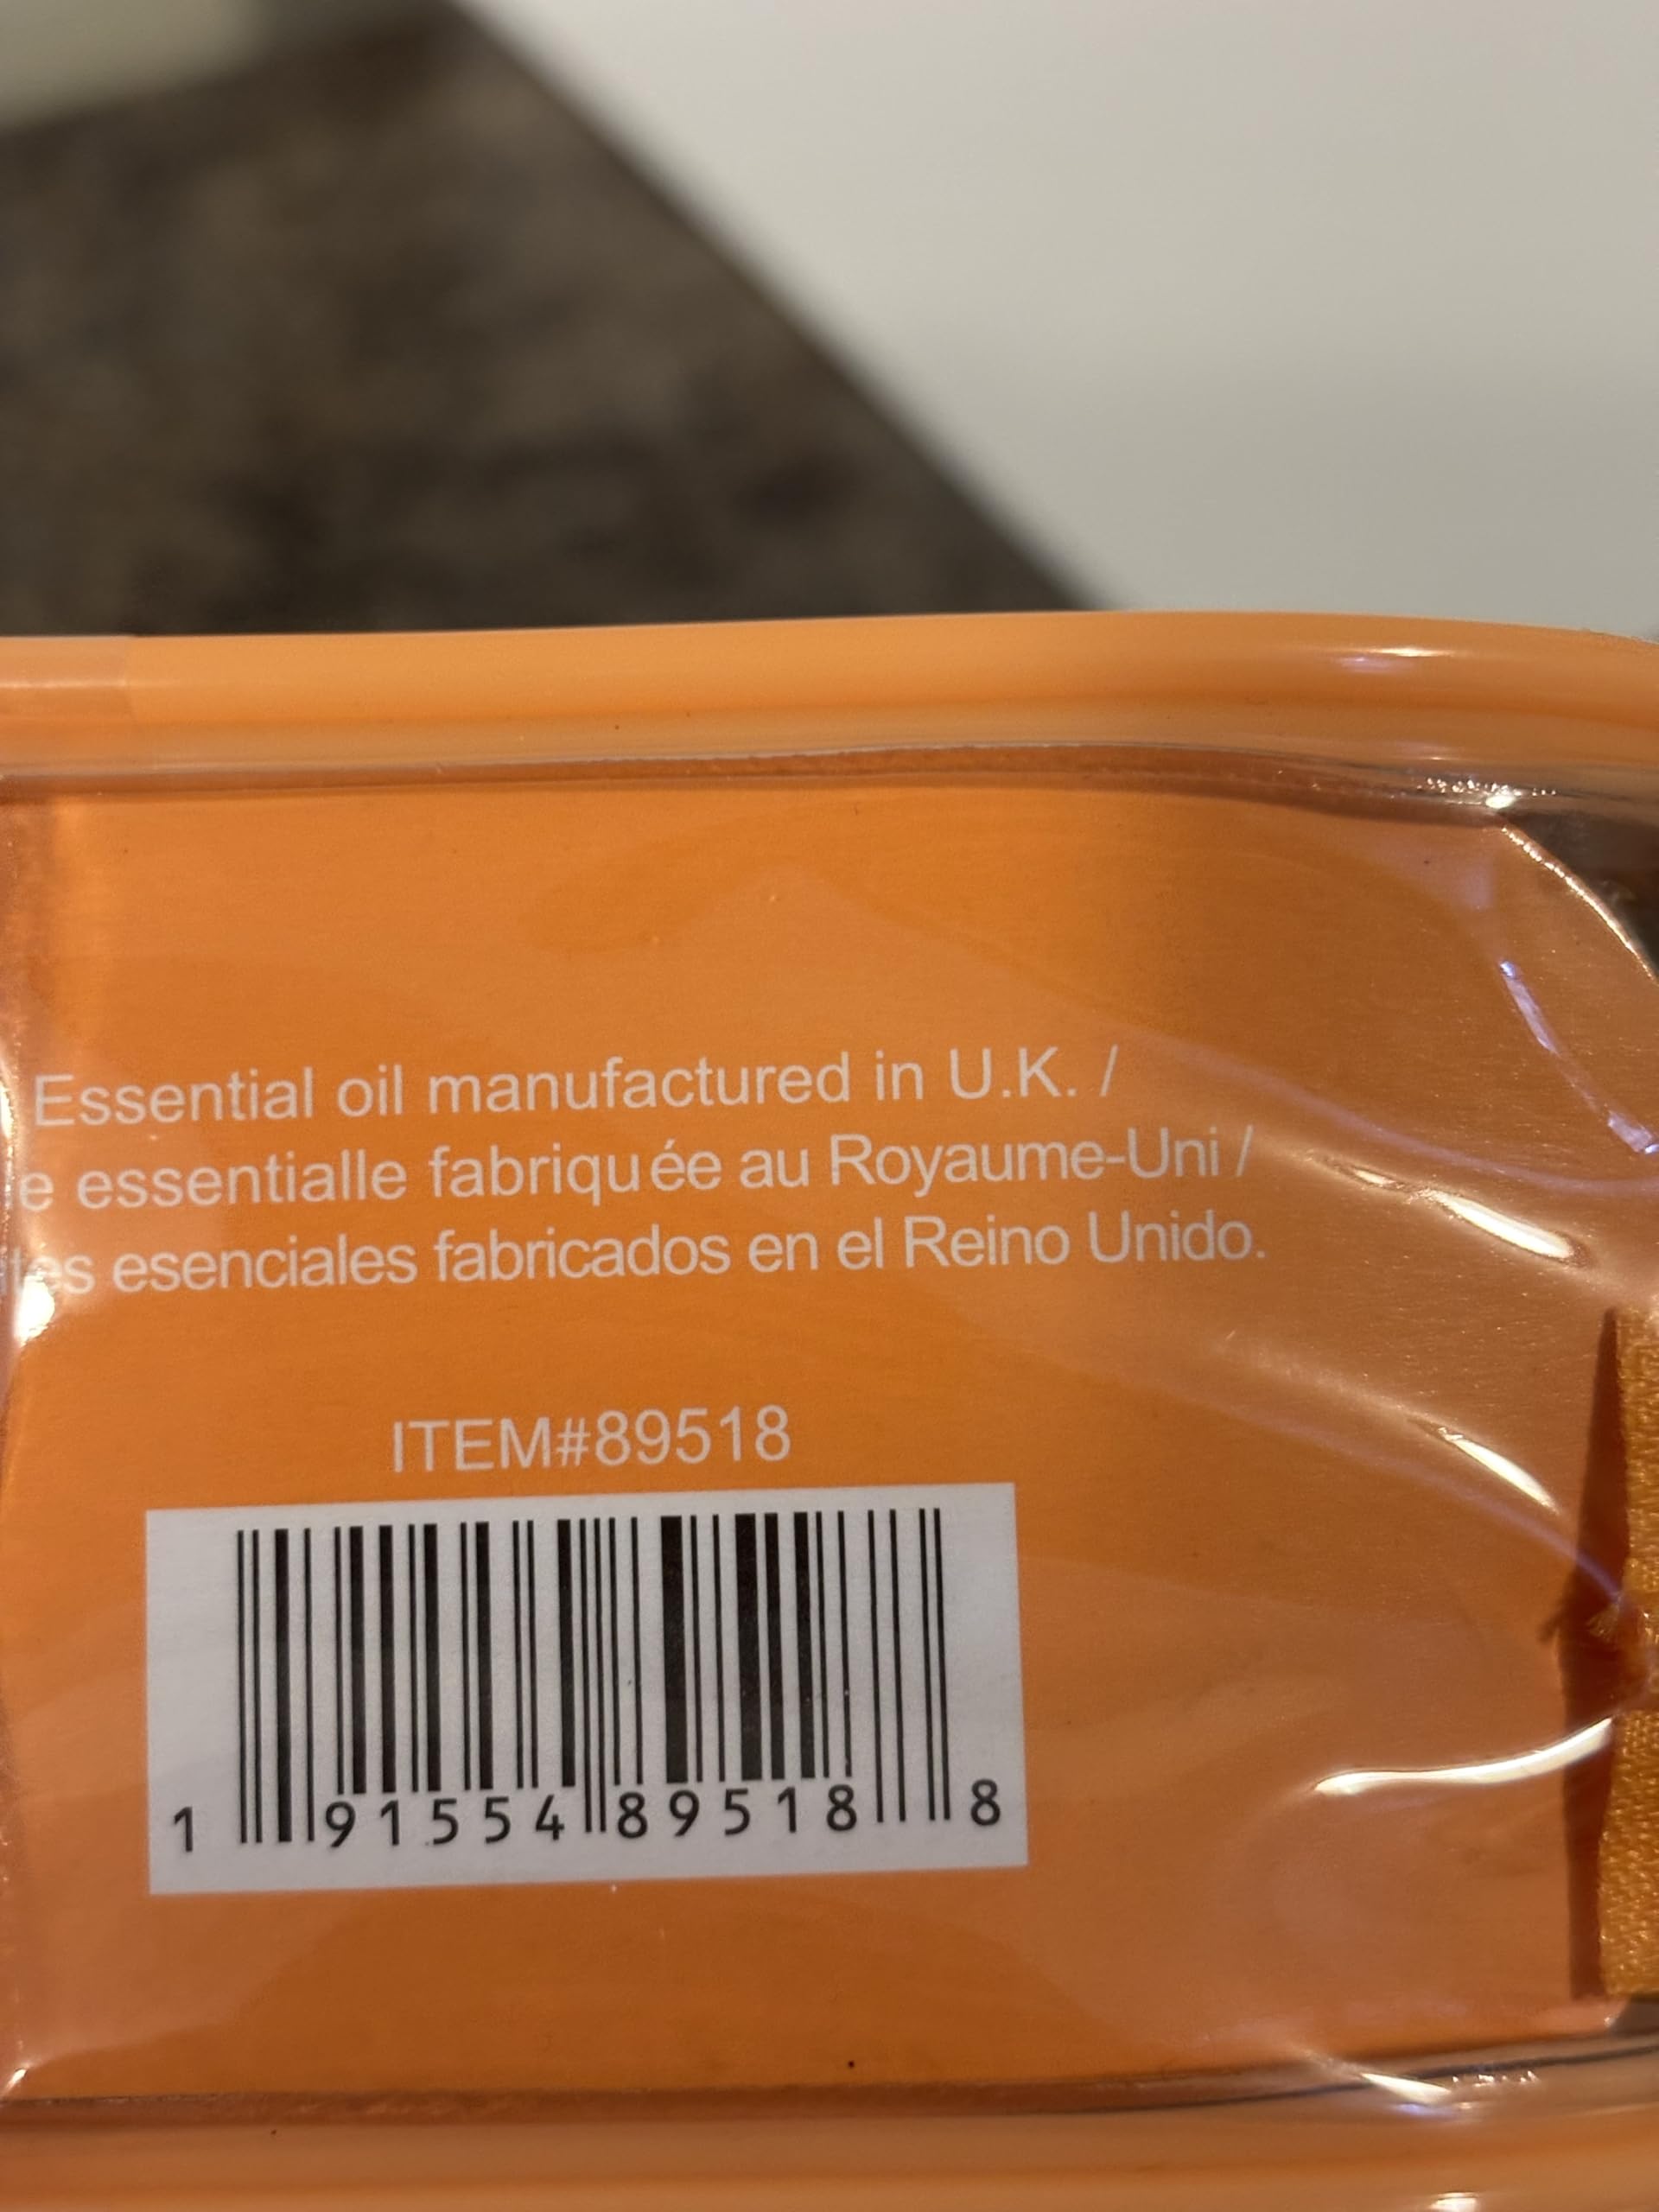 Essential oil manufactured in U.K. /
e essentialle fabriquée au Royaume-Uni /
tes esenciales fabricados en el Reino Unido.
ITEM#89518
1 91554 89518 8